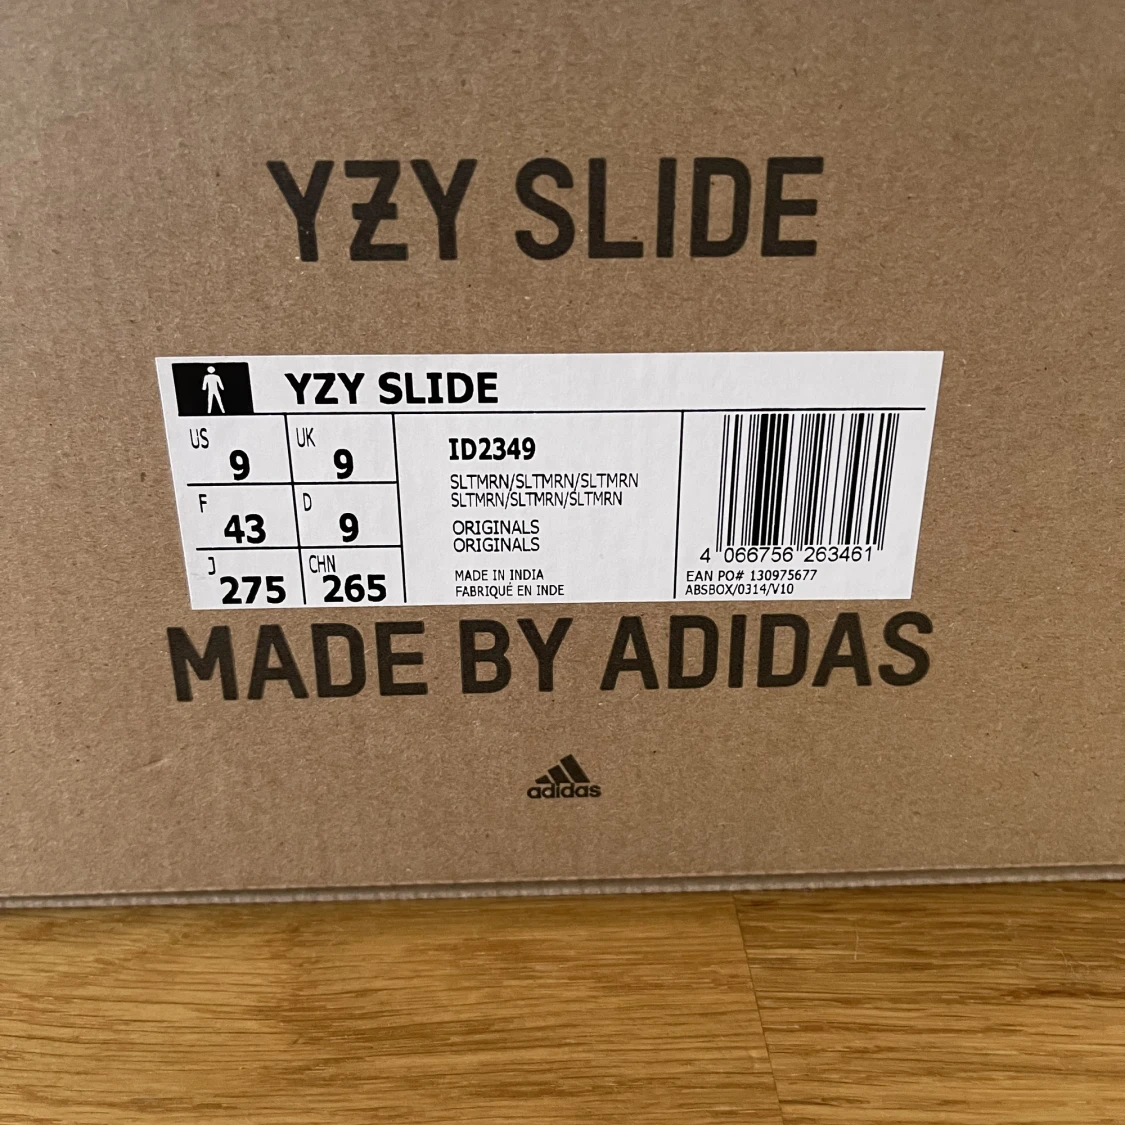 YZY SLIDE
YZY SLIDE
US 9 UK 9
F 43 D 9
J 275 CHN 265
ID2349
SLTMRN/SLTMRN/SLTMRN
SLTMRN/SLTMRN/SLTMRN
ORIGINALS
ORIGINALS
MADE IN INDIA
FABRIQUÉ EN INDE
4 066756 263461
EAN PO# 130975677
ABSBOX/0314/V10
MADE BY ADIDAS
adidas